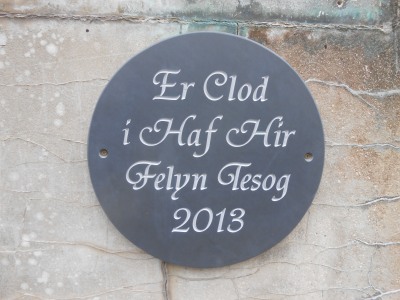 Er Clod
i Haf Hir
Felyn Tesog
2013